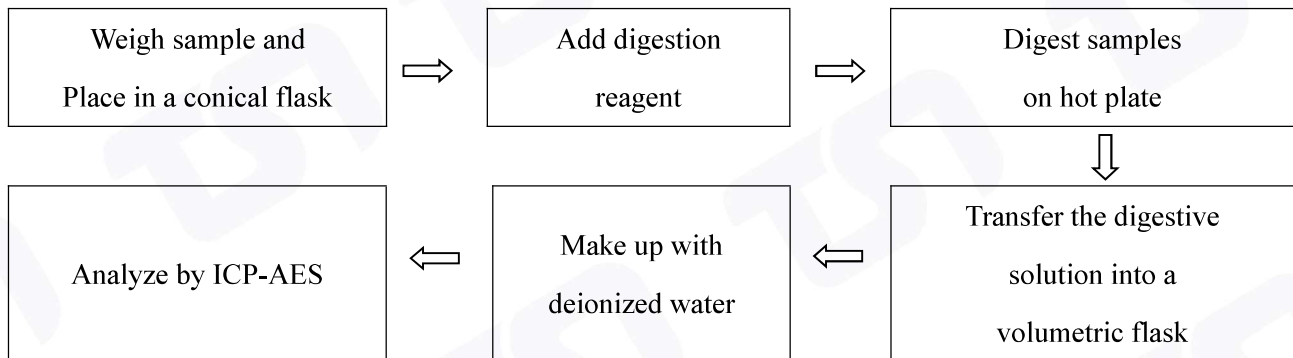 Weigh sample and
Place in a conical flask
Add digestion
reagent
Digest samples
on hot plate
Transfer the digestive
solution into a
volumetric flask
Make up with
deionized water
Analyze by ICP-AES